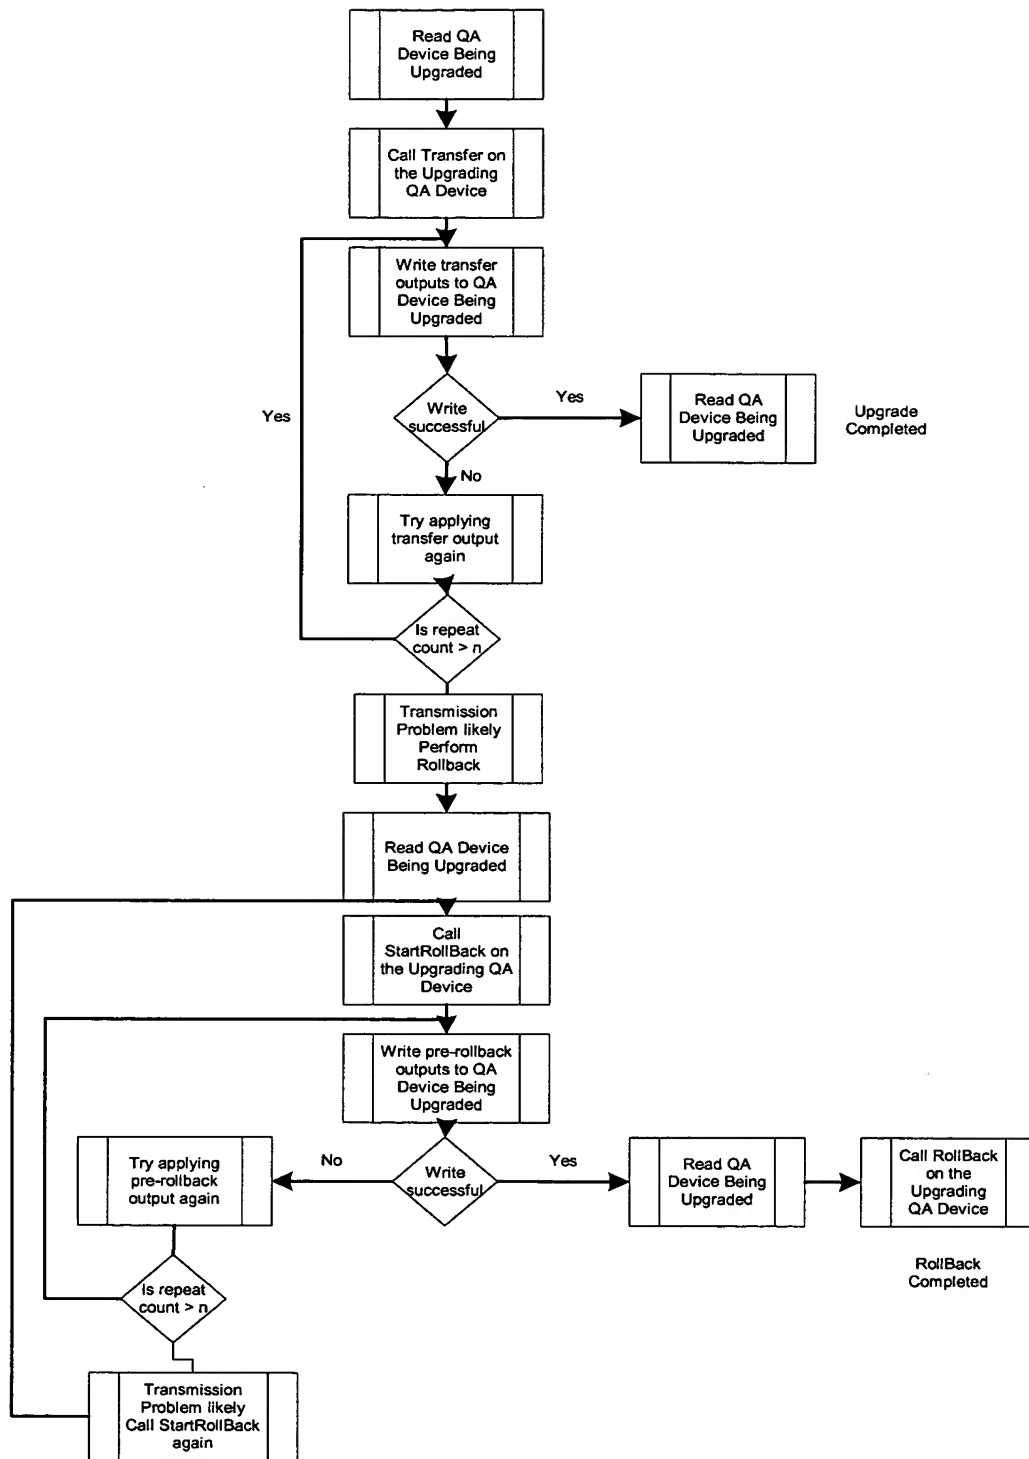 Read QA
Device Being
Upgraded
Call Transfer on
the Upgrading
QA Device
Write transfer
outputs to QA
Device Being
Upgraded
Yes
Write
successful
Yes
Read QA
Device Being
Upgraded
Upgrade
Completed
No
Try applying
transfer output
again
Is repeat
count > n
Transmission
Problem likely
Perform
Rollback
Read QA Device
Being Upgraded
Call
StartRollBack on
the Upgrading QA
Device
Write pre-rollback
outputs to QA
Device Being
Upgraded
Try applying
pre-rollback
output again
No
Write
successful
Yes
Read QA
Device Being
Upgraded
Call RollBack
on the
Upgrading
QA Device
RollBack
Completed
Is repeat
count > n
Transmission
Problem likely
Call StartRollBack
again